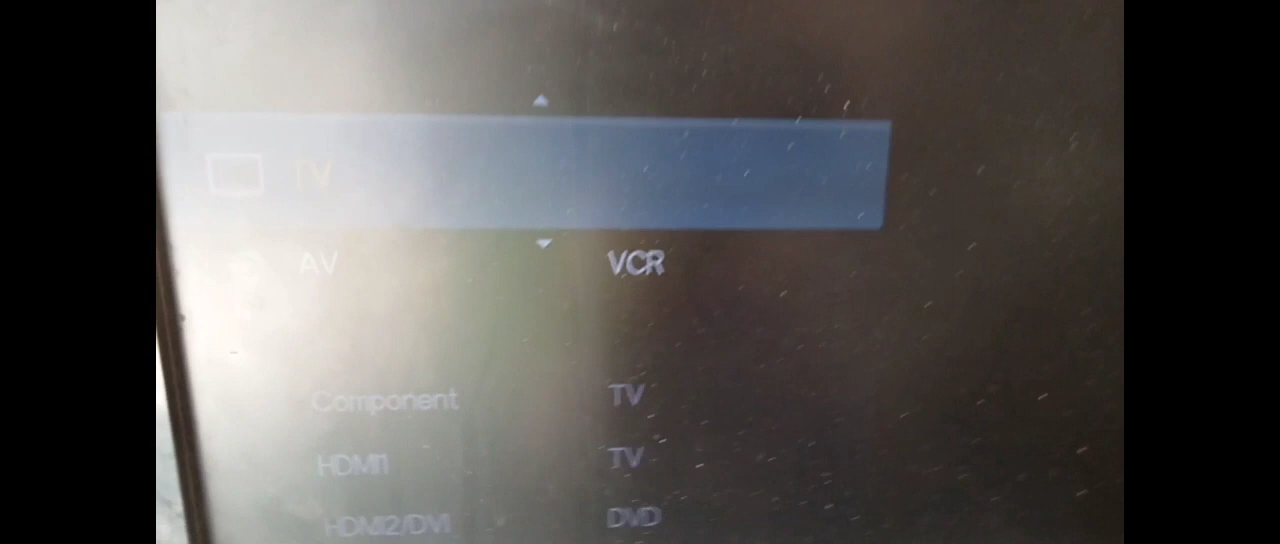 TV
AV VCR
Component TV
HDMI1 TV
HDMI2/DVI DVD